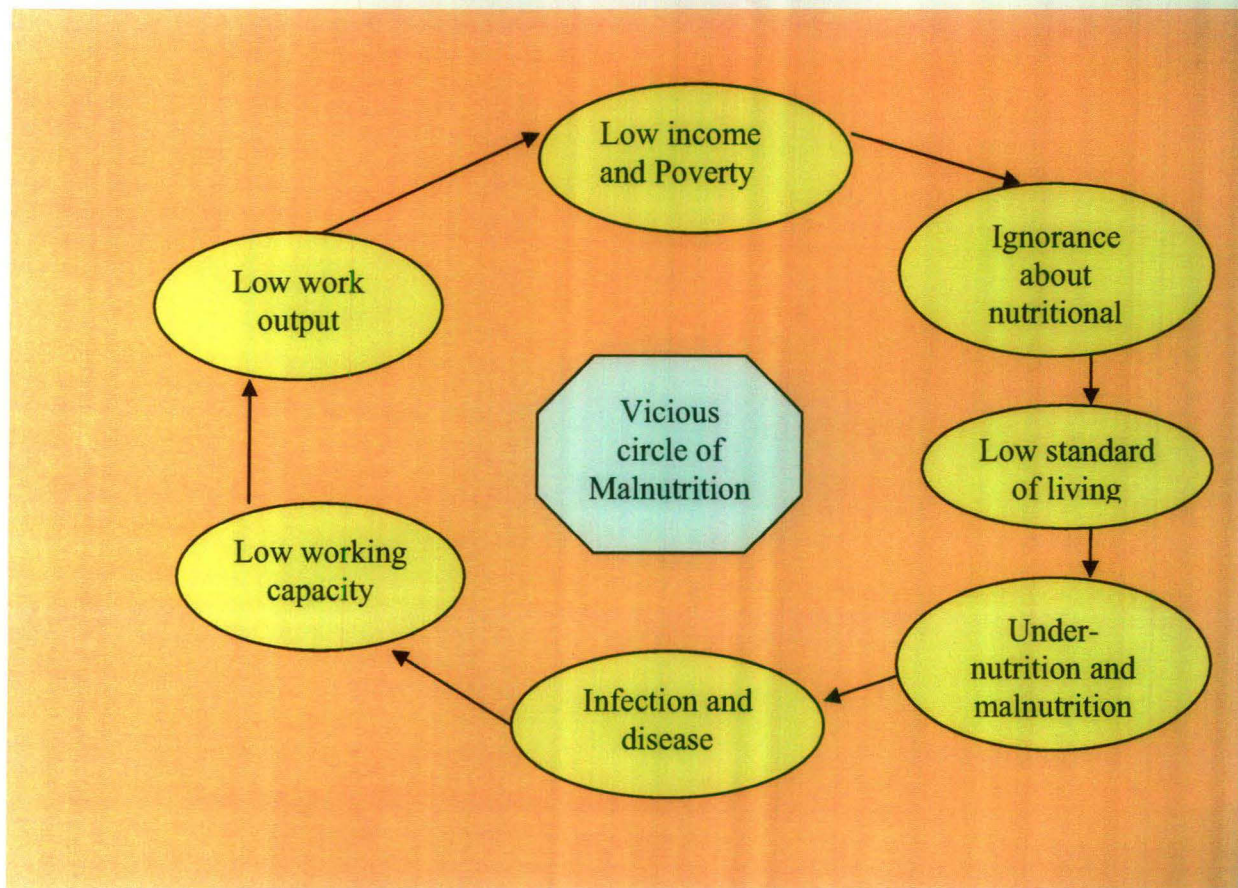 Low income
and Poverty
Ignorance
about
nutritional
Low standard
of living
Under-
nutrition and
malnutrition
Infection and
disease
Low working
capacity
Low work
output
Vicious
circle of
Malnutrition